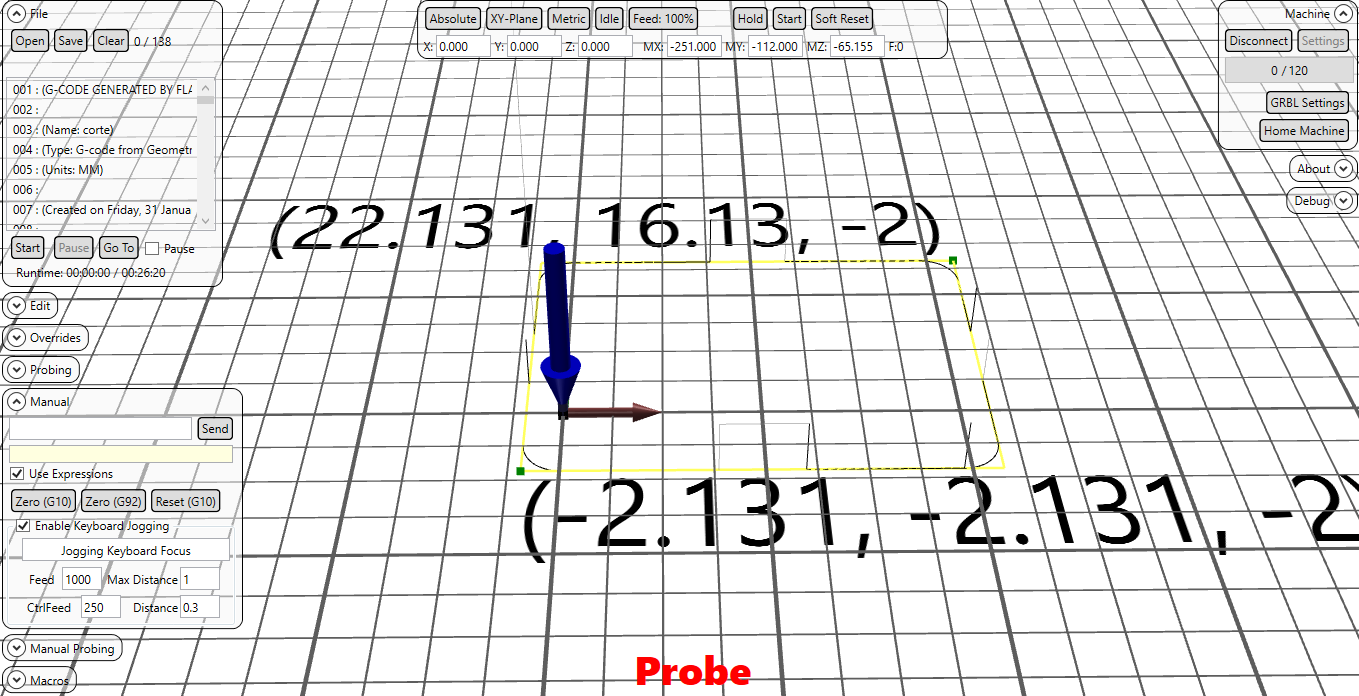 File
Open Save Clear 0 / 138
001 : (G-CODE GENERATED BY FLA
002 :
003 : (Name: corte)
004 : (Type: G-code from Geometr
005 : (Units: MM)
006 :
007 : (Created on Friday, 31 Janua
Start Pause Go To Pause
Runtime: 00:00:00 / 00:26:20
Edit
Overrides
Probing
Manual
Send
Use Expressions
Zero (G10) Zero (G92) Reset (G10)
Enable Keyboard Jogging
Jogging Keyboard Focus
Feed 1000 Max Distance 1
CtrlFeed 250 Distance 0.3
Manual Probing
Macros
Absolute XY-Plane Metric Idle Feed: 100% Hold Start Soft Reset
X: 0.000 Y: 0.000 Z: 0.000 MX: -251.000 MY: -112.000 MZ: -65.155 F:0
(22.131, 16.13, -2)
(-2.131, -2.131, -2
Probe
Machine
Disconnect Settings
0 / 120
GRBL Settings
Home Machine
About
Debug